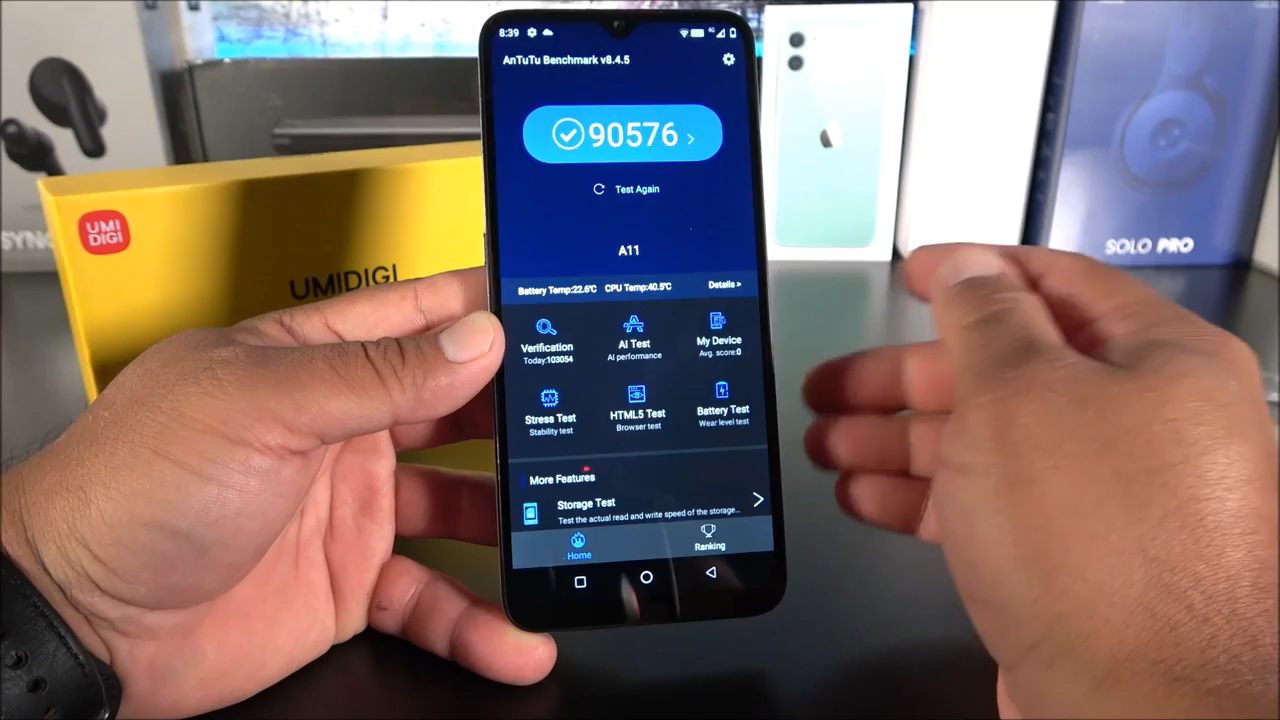 8:39
4G
AnTuTu Benchmark v8.4.5
90576
Test Again
A11
Battery Temp:22.6℃ CPU Temp:40.5℃ Details »
Verification
Today:103054
AI Test
AI performance
My Device
Avg. score:0
Stress Test
Stability test
HTML5 Test
Browser test
Battery Test
Wear level test
More Features
Storage Test
Test the actual read and write speed of the storage...
Home
Ranking
UMI
DIGI
UMIDIGI
SYNC
SOLO PRO